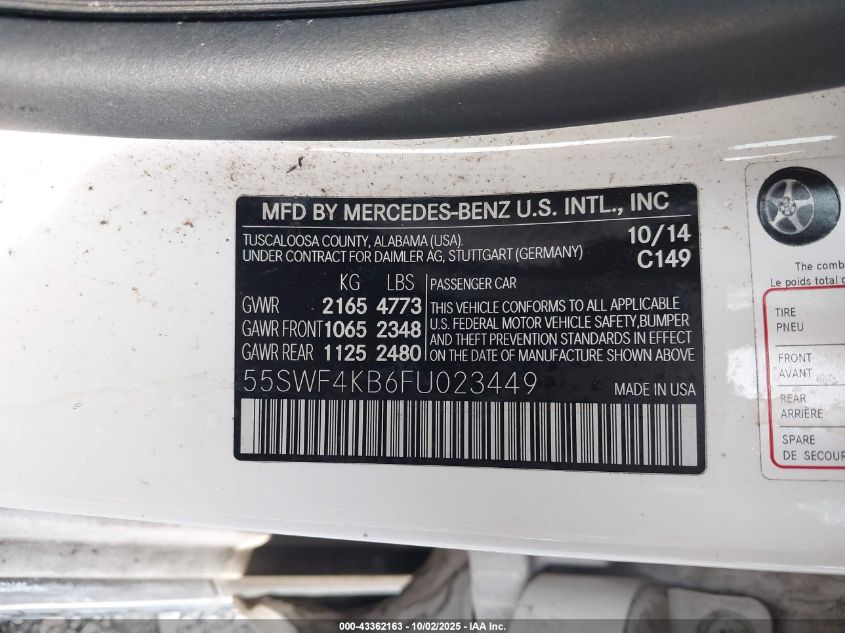 MFD BY MERCEDES-BENZ U.S. INTL., INC
TUSCALOOSA COUNTY, ALABAMA (USA). 10/14
UNDER CONTRACT FOR DAIMLER AG, STUTTGART (GERMANY) C149
KG LBS PASSENGER CAR
GVWR 2165 4773 THIS VEHICLE CONFORMS TO ALL APPLICABLE
U.S. FEDERAL MOTOR VEHICLE SAFETY,BUMPER
GAWR FRONT 1065 2348 AND THEFT PREVENTION STANDARDS IN EFFECT
GAWR REAR 1125 2480 ON THE DATE OF MANUFACTURE SHOWN ABOVE
55SWF4KB6FU023449 MADE IN USA
The comb
Le poids total
TIRE
PNEU
FRONT
AVANT
REAR
ARRIÈRE
SPARE
DE SECOUR
000-43362163 - 10/02/2025 - IAA Inc.